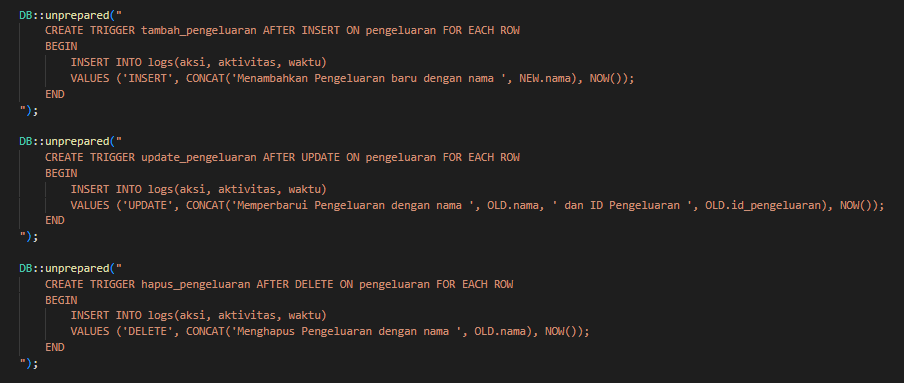 DB::unprepared("
CREATE TRIGGER tambah_pengeluaran AFTER INSERT ON pengeluaran FOR EACH ROW
BEGIN
INSERT INTO logs(aksi, aktivitas, waktu)
VALUES ('INSERT', CONCAT('Menambahkan Pengeluaran baru dengan nama ', NEW.nama), NOW());
END
");
DB::unprepared("
CREATE TRIGGER update_pengeluaran AFTER UPDATE ON pengeluaran FOR EACH ROW
BEGIN
INSERT INTO logs(aksi, aktivitas, waktu)
VALUES ('UPDATE', CONCAT('Memperbarui Pengeluaran dengan nama ', OLD.nama, ' dan ID Pengeluaran ', OLD.id_pengeluaran), NOW());
END
");
DB::unprepared("
CREATE TRIGGER hapus_pengeluaran AFTER DELETE ON pengeluaran FOR EACH ROW
BEGIN
INSERT INTO logs(aksi, aktivitas, waktu)
VALUES ('DELETE', CONCAT('Menghapus Pengeluaran dengan nama ', OLD.nama), NOW());
END
");